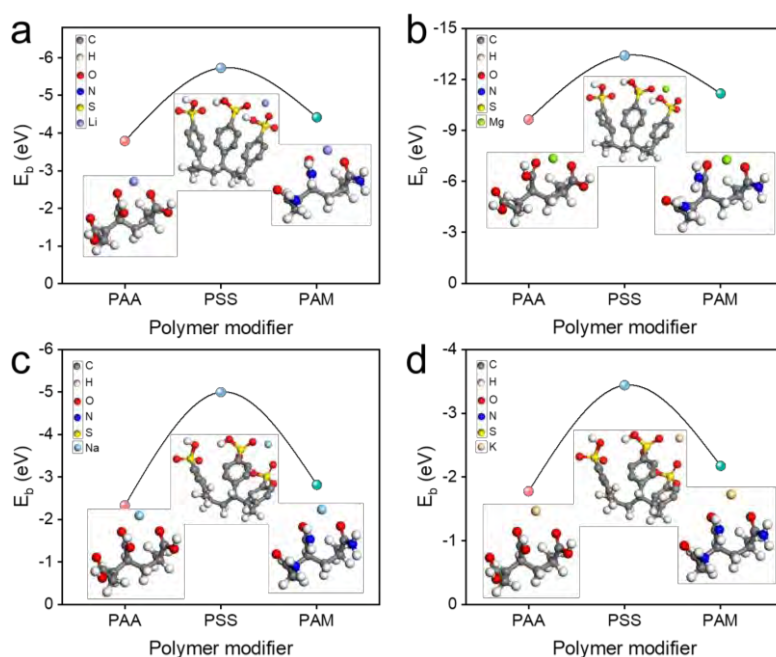 a
C
H
O
N
S
Li
-6
-5
-4
-3
-2
-1
0
E_b (eV)
PAA PSS PAM
Polymer modifier
b
C
H
O
N
S
Mg
-15
-12
-9
-6
-3
0
E_b (eV)
PAA PSS PAM
Polymer modifier
c
C
H
O
N
S
Na
-6
-5
-4
-3
-2
-1
0
E_b (eV)
PAA PSS PAM
Polymer modifier
d
C
H
O
N
S
K
-4
-3
-2
-1
0
E_b (eV)
PAA PSS PAM
Polymer modifier